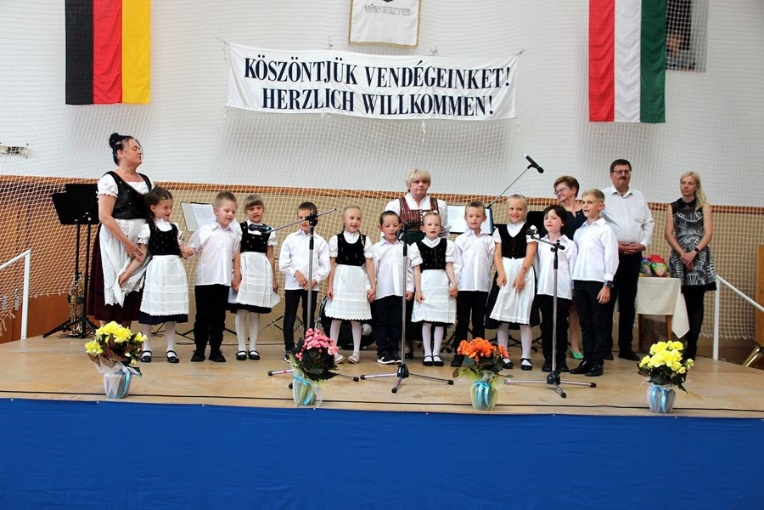 KÖSZÖNTJÜK VENDÉGEINKET!
HERZLICH WILLKOMMEN!